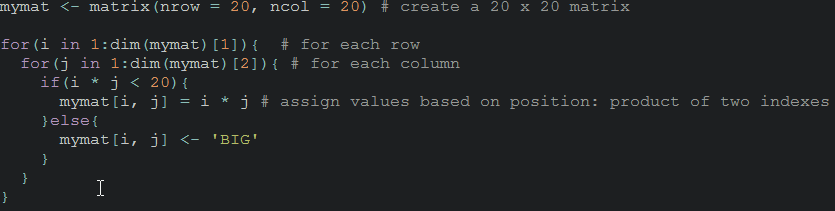 mymat <- matrix(nrow = 20, ncol = 20) # create a 20 x 20 matrix
for(i in 1:dim(mymat)[1]){  # for each row
  for(j in 1:dim(mymat)[2]){ # for each column
    if(i * j < 20){
      mymat[i, j] = i * j # assign values based on position: product of two indexes
    }else{
      mymat[i, j] <- 'BIG'
    }
  }
}